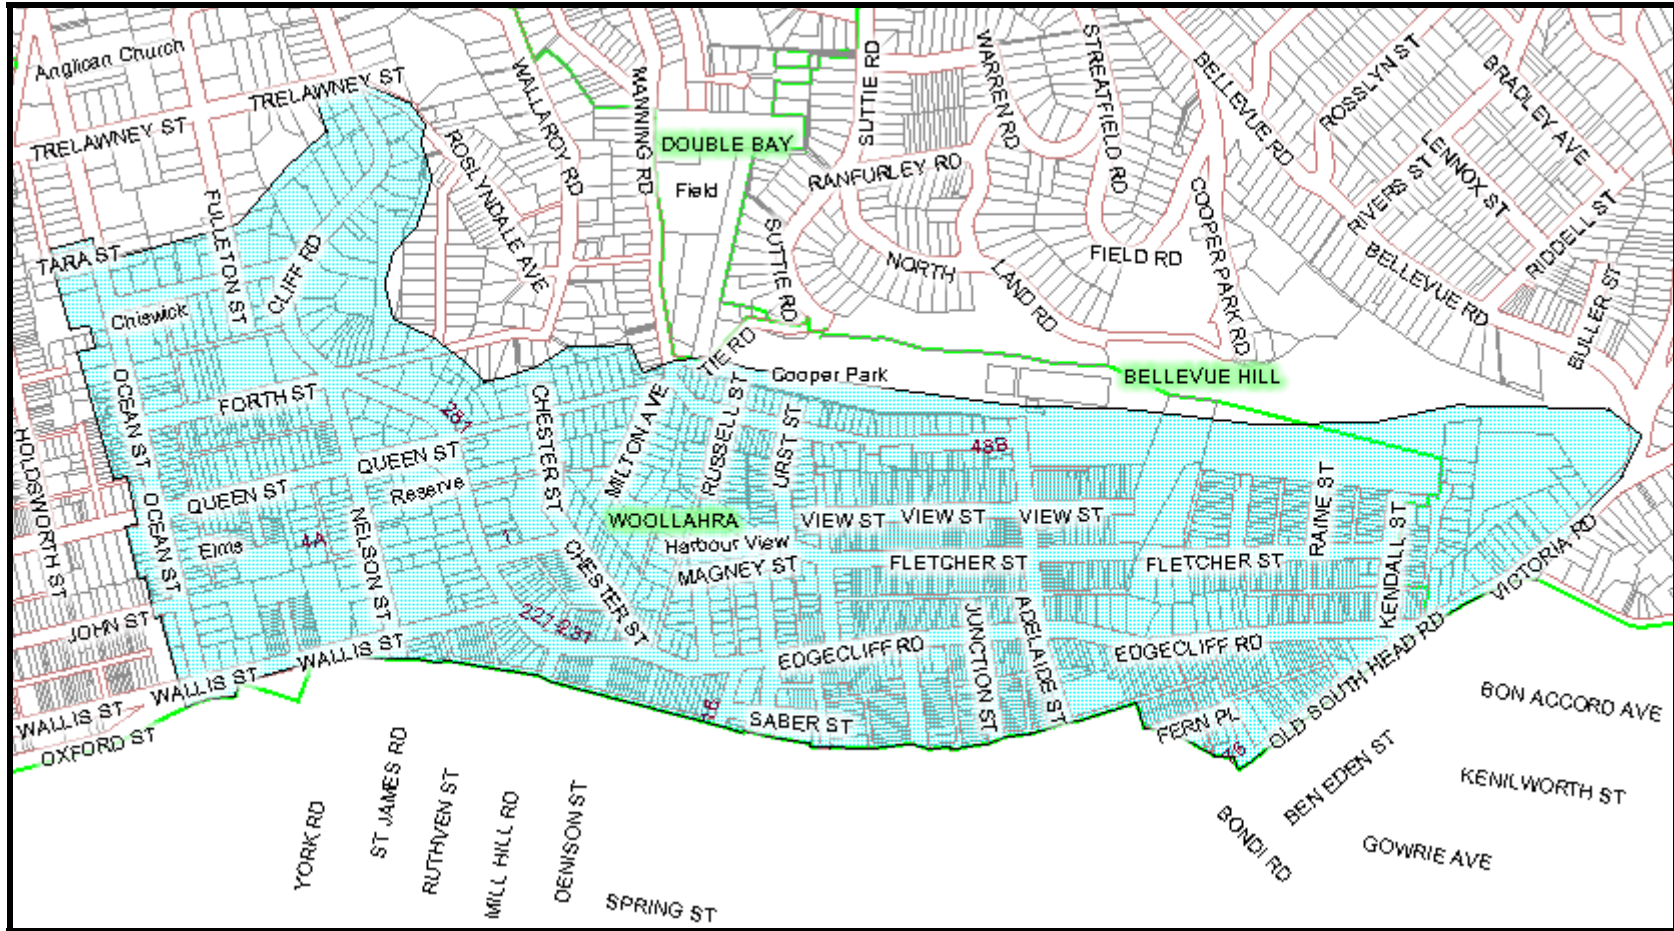 Anglican Church
TRELAWNEY ST
TRELAWNEY ST
WALLAROY RD
MANNING RD
SUTTIE RD
WARREN RD
STREATFIELD RD
BELLEVUE RD
ROSSLYN ST
BRADLEY AVE
ROSLYNDALE AVE
DOUBLE BAY
Field
RANFURLEY RD
LENNOX ST
RIVERS ST
RIDDELL ST
COOPER PARK RD
FULLETON ST
TARA ST
CLIFF RD
SUTTIE RD
NORTH
LAND RD
FIELD RD
BELLEVUE RD
BULLER ST
Chiswick
TIE RD
Cooper Park
BELLEVUE HILL
OCEAN ST
FORTH ST
281
CHESTER ST
MILTON AVE
RUSSELL ST
URST ST
48B
HOLDSWORTH ST
QUEEN ST
QUEEN ST
Reserve
RAINE ST
OCEAN ST
NELSON ST
WOOLLAHRA
VIEW ST
VIEW ST
VIEW ST
KENDALL ST
VICTORIA RD
Elms
4A
1
Harbour View
MAGNEY ST
CHESTER ST
FLETCHER ST
FLETCHER ST
JOHN ST
221 231
JUNCTION ST
ADELAIDE ST
EDGECLIFF RD
EDGECLIFF RD
OLD SOUTH HEAD RD
WALLIS ST
WALLIS ST
WALLIS ST
OXFORD ST
SABER ST
FERN PL
BON ACCORD AVE
YORK RD
ST JAMES RD
RUTHVEN ST
MILL HILL RD
DENISON ST
SPRING ST
BEN EDEN ST
BONDI RD
KENILWORTH ST
GOWRIE AVE